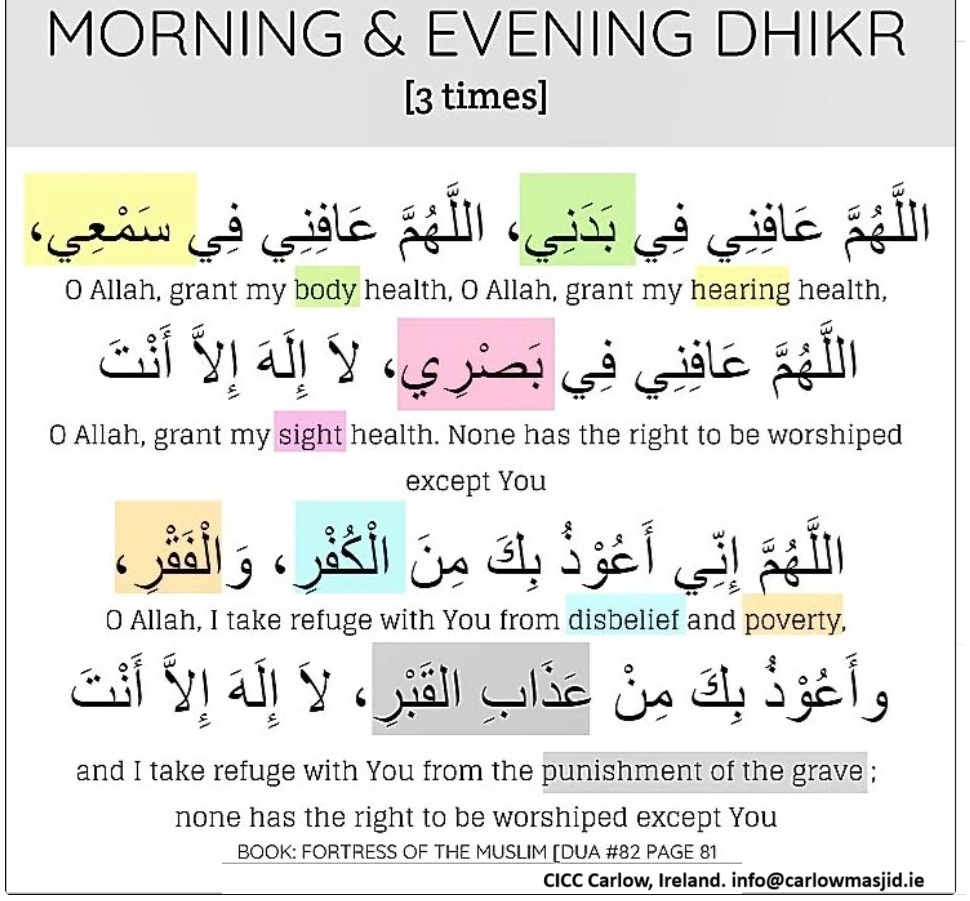 MORNING & EVENING DHIKR
[3 times]
اللَّهُمَّ عَافِنِي فِي بَدَنِي، اللَّهُمَّ عَافِنِي فِي سَمْعِي،
O Allah, grant my body health, O Allah, grant my hearing health,
اللَّهُمَّ عَافِنِي فِي بَصْرِي، لاَ إِلَهَ إِلاَّ أَنْتَ
O Allah, grant my sight health. None has the right to be worshiped
except You
اللَّهُمَّ إِنِّي أَعُوْذُ بِكَ مِنَ الْكُفْرِ، وَالْفَقْرِ،
O Allah, I take refuge with You from disbelief and poverty,
وأَعُوْذُ بِكَ مِنْ عَذَابِ القَبْرِ، لاَ إِلَهَ إِلاَّ أَنْتَ
and I take refuge with You from the punishment of the grave ;
none has the right to be worshiped except You
BOOK: FORTRESS OF THE MUSLIM [DUA #82 PAGE 81
CICC Carlow, Ireland. info@carlowmasjid.ie